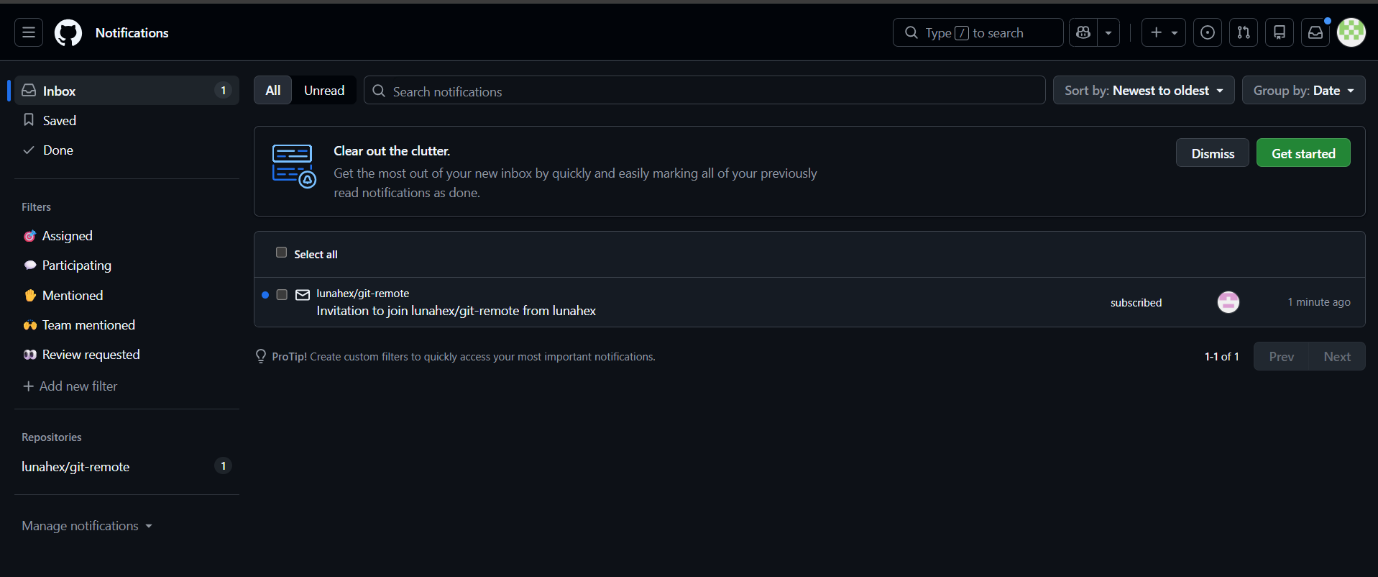 Notifications
Type / to search
Inbox 1
Saved
Done
Filters
Assigned
Participating
Mentioned
Team mentioned
Review requested
Add new filter
Repositories
lunahex/git-remote 1
Manage notifications
All Unread Search notifications Sort by: Newest to oldest Group by: Date
Clear out the clutter.
Get the most out of your new inbox by quickly and easily marking all of your previously
read notifications as done.
Dismiss Get started
Select all
lunahex/git-remote
Invitation to join lunahex/git-remote from lunahex
subscribed 1 minute ago
ProTip! Create custom filters to quickly access your most important notifications.
1-1 of 1 Prev Next